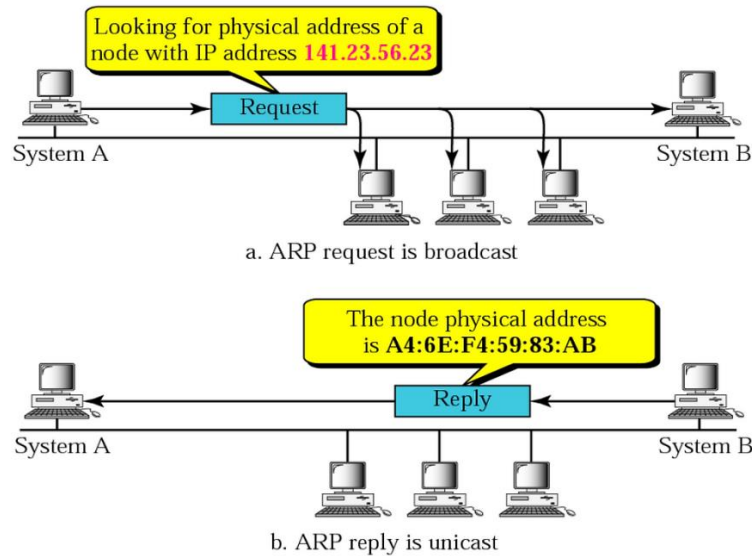 Looking for physical address of a
node with IP address 141.23.56.23
Request
System A
System B
a. ARP request is broadcast
The node physical address
is A4:6E:F4:59:83:AB
Reply
System A
System B
b. ARP reply is unicast